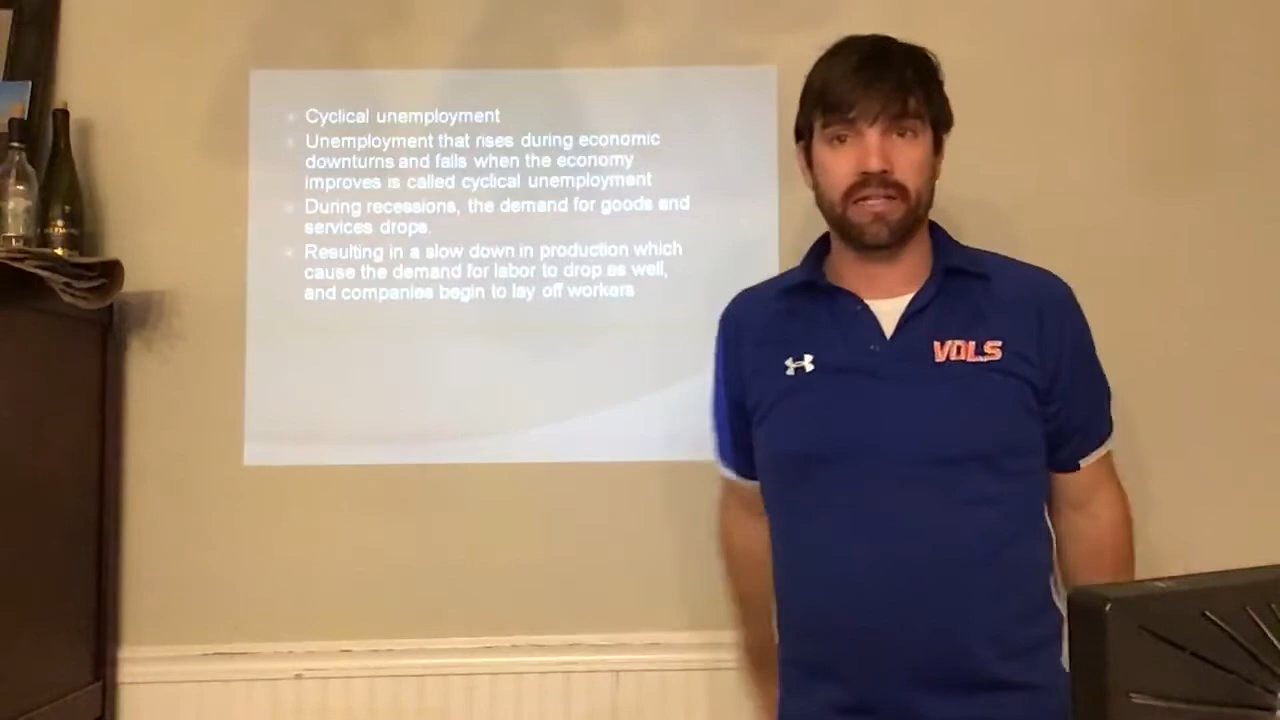 Cyclical unemployment
Unemployment that rises during economic
downturns and falls when the economy
improves is called cyclical unemployment
During recessions, the demand for goods and
services drops.
Resulting in a slow down in production which
cause the demand for labor to drop as well,
and companies begin to lay off workers
VOLS